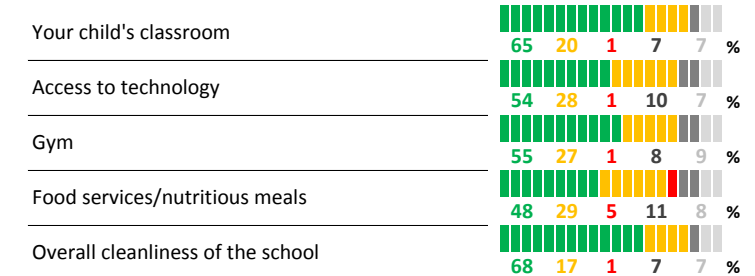 Your child's classroom
65 20 1 7 7 %
Access to technology
54 28 1 10 7 %
Gym
55 27 1 8 9 %
Food services/nutritious meals
48 29 5 11 8 %
Overall cleanliness of the school
68 17 1 7 7 %